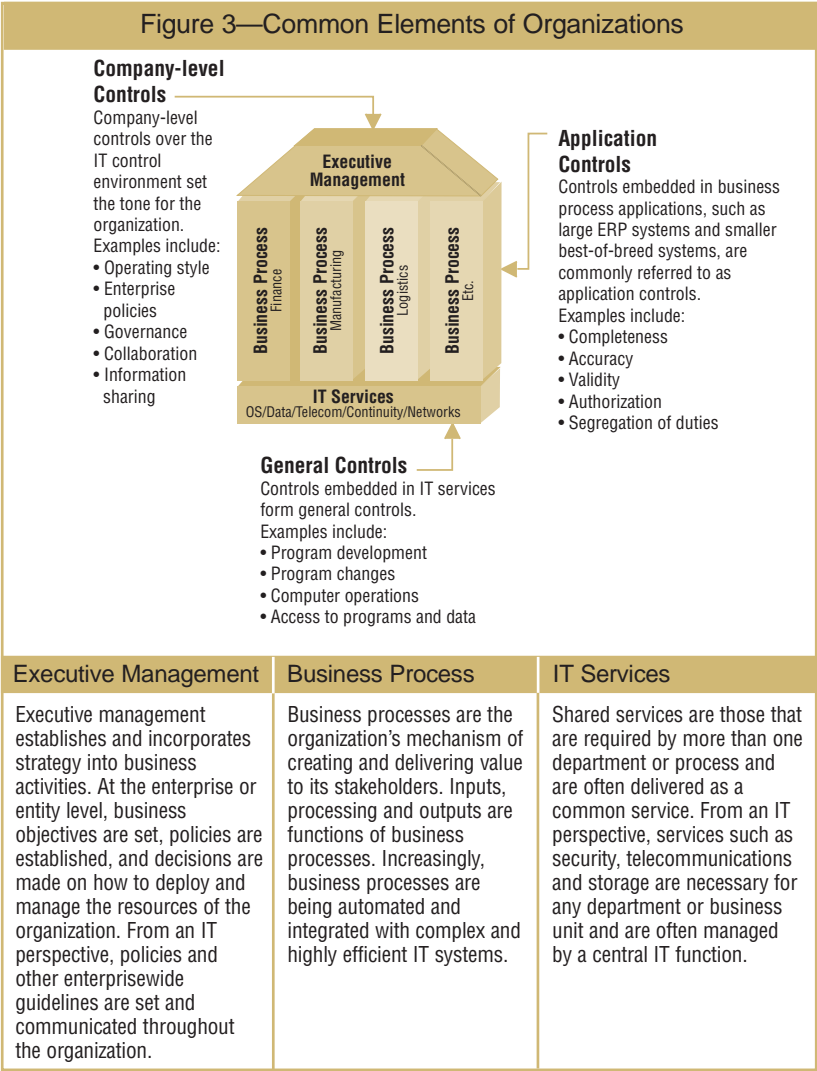 Figure 3—Common Elements of Organizations
Company-level
Controls
Company-level
controls over the
IT control
environment set
the tone for the
organization.
Examples include:
• Operating style
• Enterprise
policies
• Governance
• Collaboration
• Information
sharing
Executive
Management
Business Process
Finance
Business Process
Manufacturing
Business Process
Logistics
Business Process
Etc.
IT Services
OS/Data/Telecom/Continuity/Networks
Application
Controls
Controls embedded in business
process applications, such as
large ERP systems and smaller
best-of-breed systems, are
commonly referred to as
application controls.
Examples include:
• Completeness
• Accuracy
• Validity
• Authorization
• Segregation of duties
General Controls
Controls embedded in IT services
form general controls.
Examples include:
• Program development
• Program changes
• Computer operations
• Access to programs and data
Executive Management
Executive management
establishes and incorporates
strategy into business
activities. At the enterprise or
entity level, business
objectives are set, policies are
established, and decisions are
made on how to deploy and
manage the resources of the
organization. From an IT
perspective, policies and
other enterprisewide
guidelines are set and
communicated throughout
the organization.
Business Process
Business processes are the
organization's mechanism of
creating and delivering value
to its stakeholders. Inputs,
processing and outputs are
functions of business
processes. Increasingly,
business processes are
being automated and
integrated with complex and
highly efficient IT systems.
IT Services
Shared services are those that
are required by more than one
department or process and
are often delivered as a
common service. From an IT
perspective, services such as
security, telecommunications
and storage are necessary for
any department or business
unit and are often managed
by a central IT function.